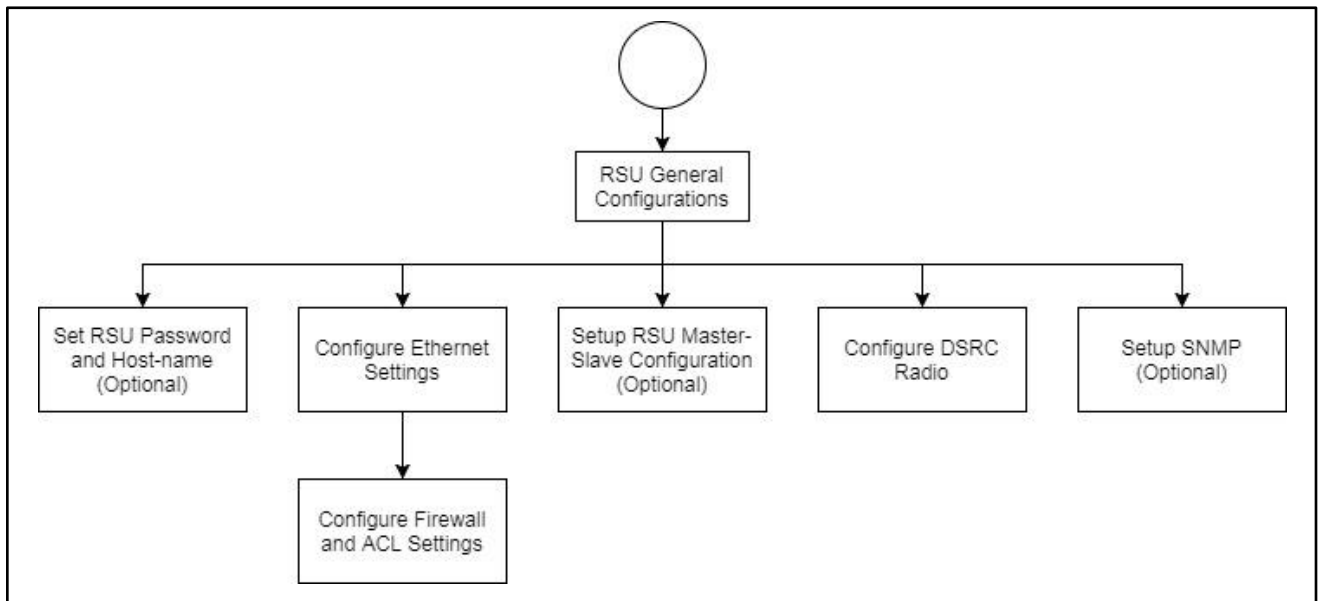 RSU General
Configurations
Set RSU Password
and Host-name
(Optional)
Configure Ethernet
Settings
Setup RSU Master-
Slave Configuration
(Optional)
Configure DSRC
Radio
Setup SNMP
(Optional)
Configure Firewall
and ACL Settings